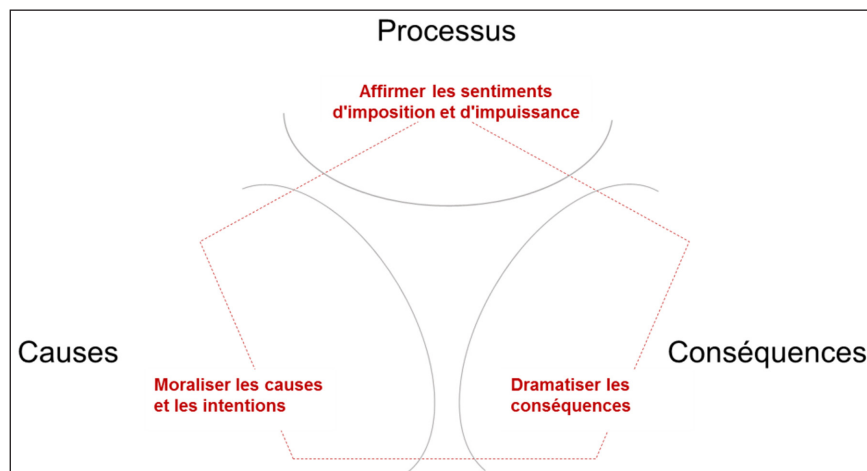 Processus
Affirmer les sentiments
d'imposition et d'impuissance
Causes
Conséquences
Moraliser les causes
et les intentions
Dramatiser les
conséquences